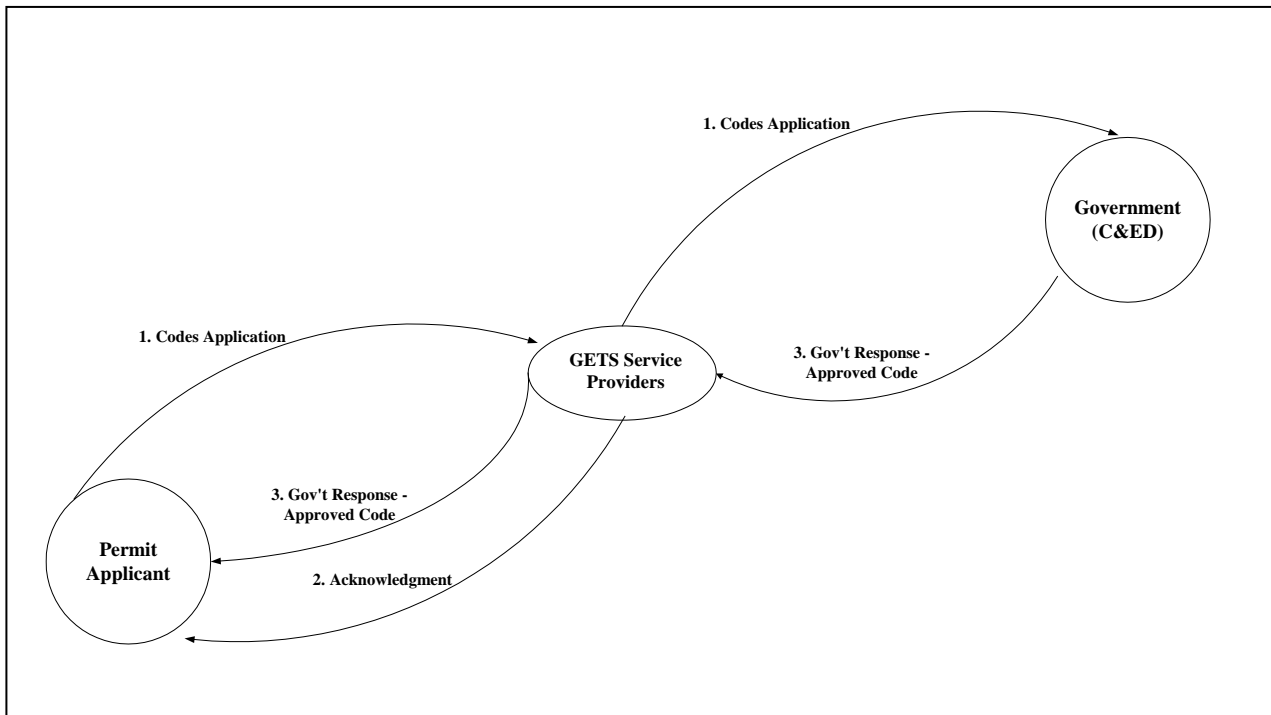 1. Codes Application
Government
(C&ED)
1. Codes Application
GETS Service
Providers
3. Gov't Response -
Approved Code
3. Gov't Response -
Approved Code
Permit
Applicant
2. Acknowledgment